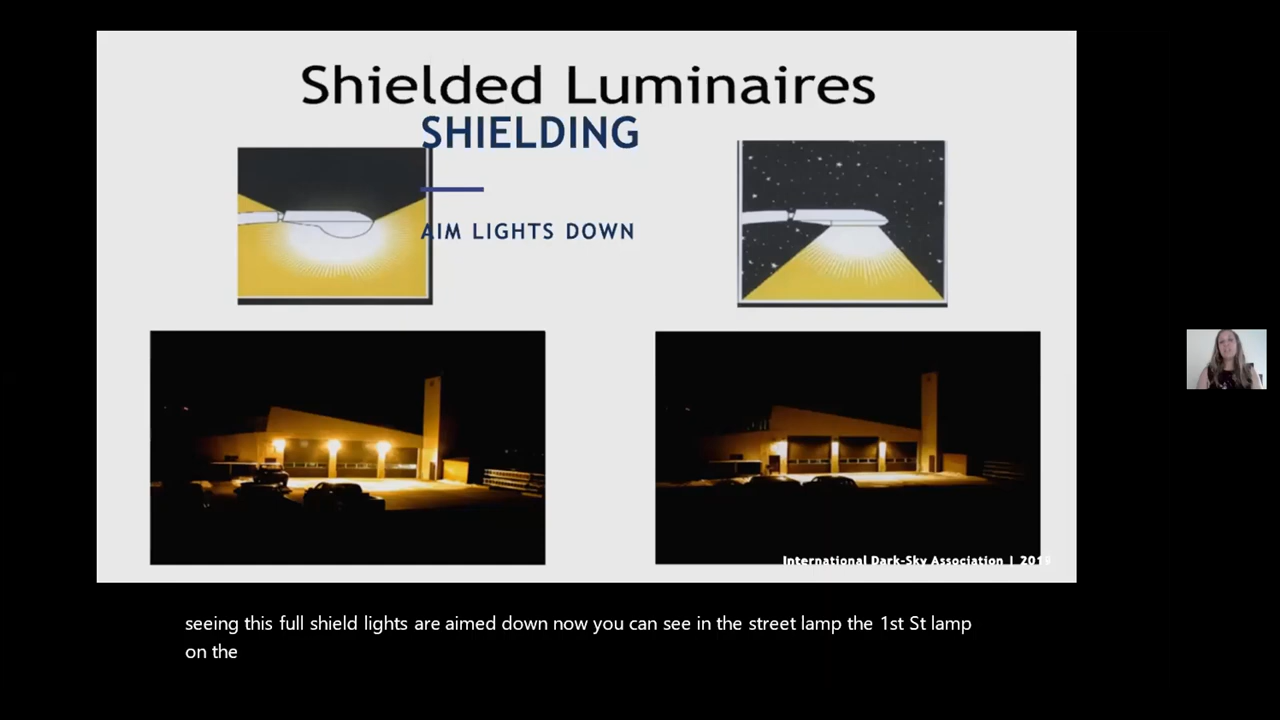 Shielded Luminaires
SHIELDING
AIM LIGHTS DOWN
International Dark-Sky Association | 201
seeing this full shield lights are aimed down now you can see in the street lamp the 1st St lamp
on the